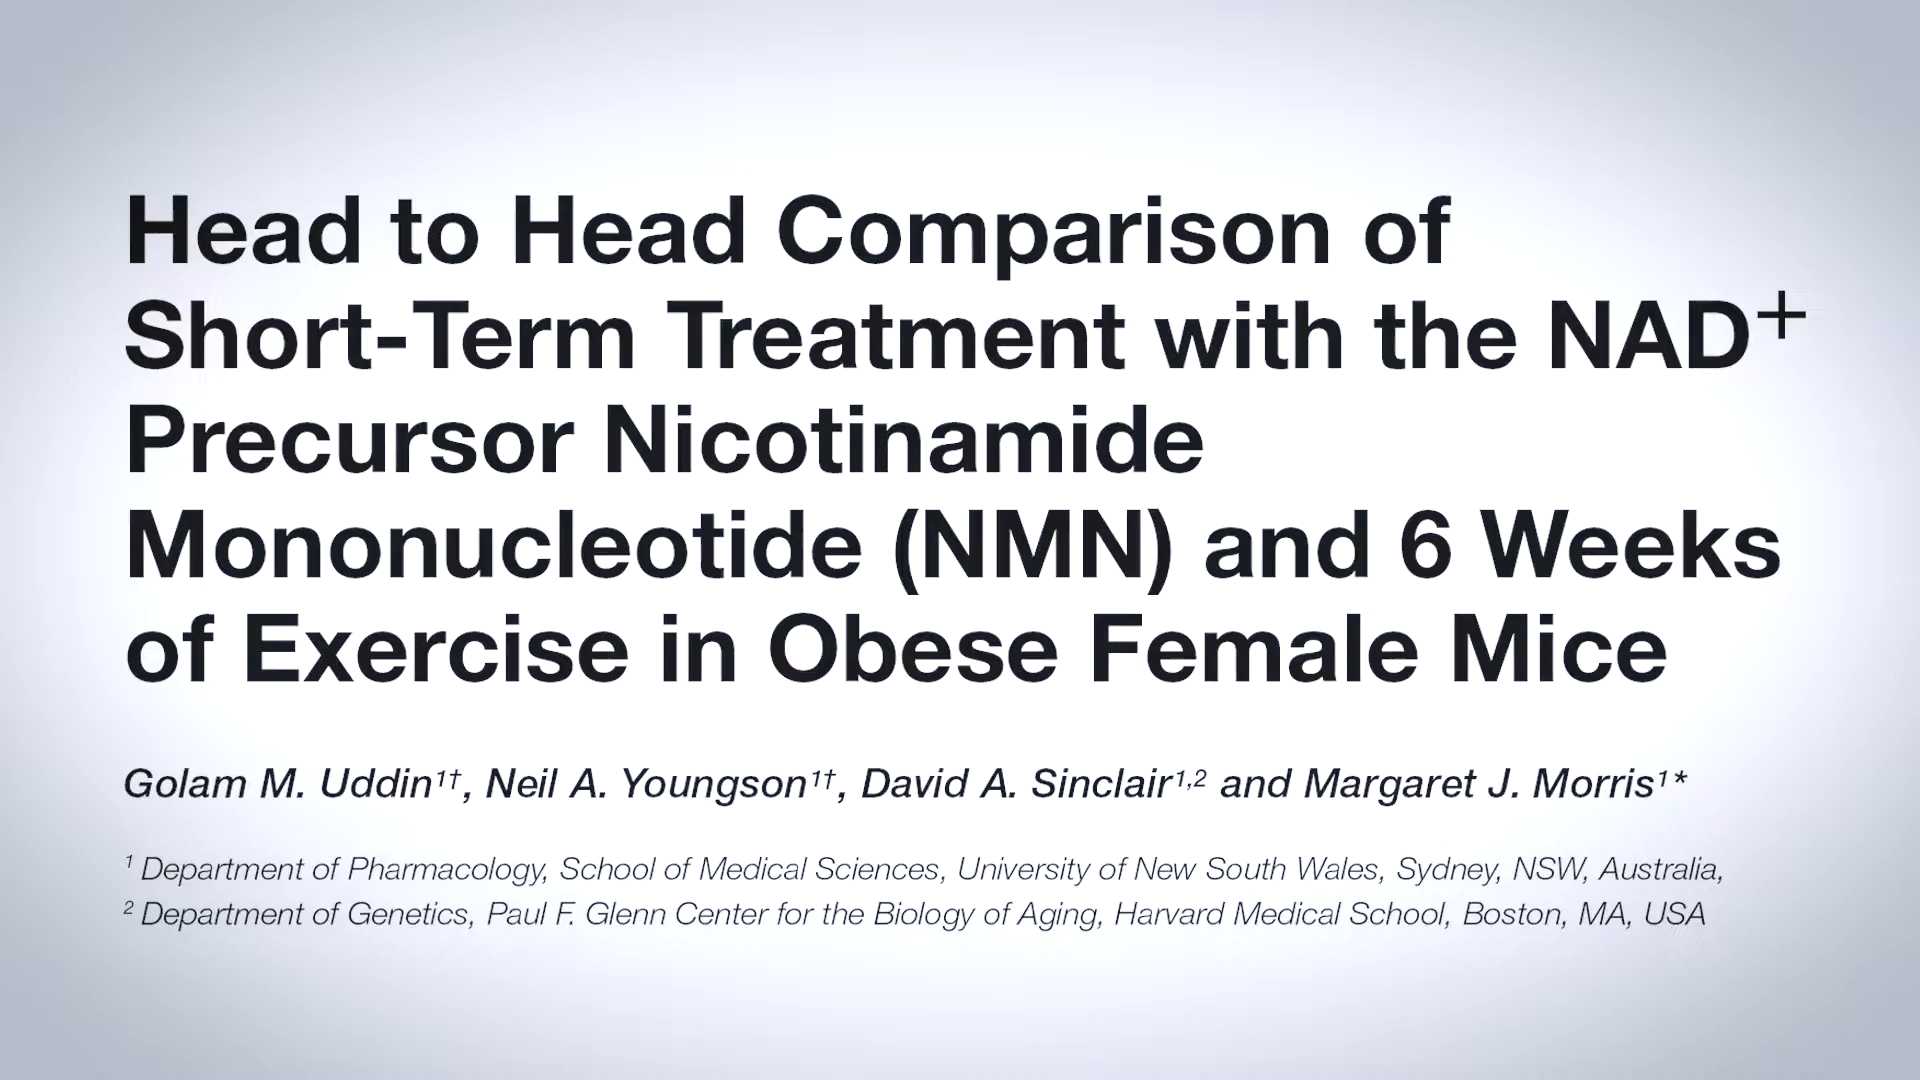 Head to Head Comparison of
Short-Term Treatment with the NAD⁺
Precursor Nicotinamide
Mononucleotide (NMN) and 6 Weeks
of Exercise in Obese Female Mice
Golam M. Uddin¹†, Neil A. Youngson¹†, David A. Sinclair¹,² and Margaret J. Morris¹*
¹ Department of Pharmacology, School of Medical Sciences, University of New South Wales, Sydney, NSW, Australia,
² Department of Genetics, Paul F. Glenn Center for the Biology of Aging, Harvard Medical School, Boston, MA, USA